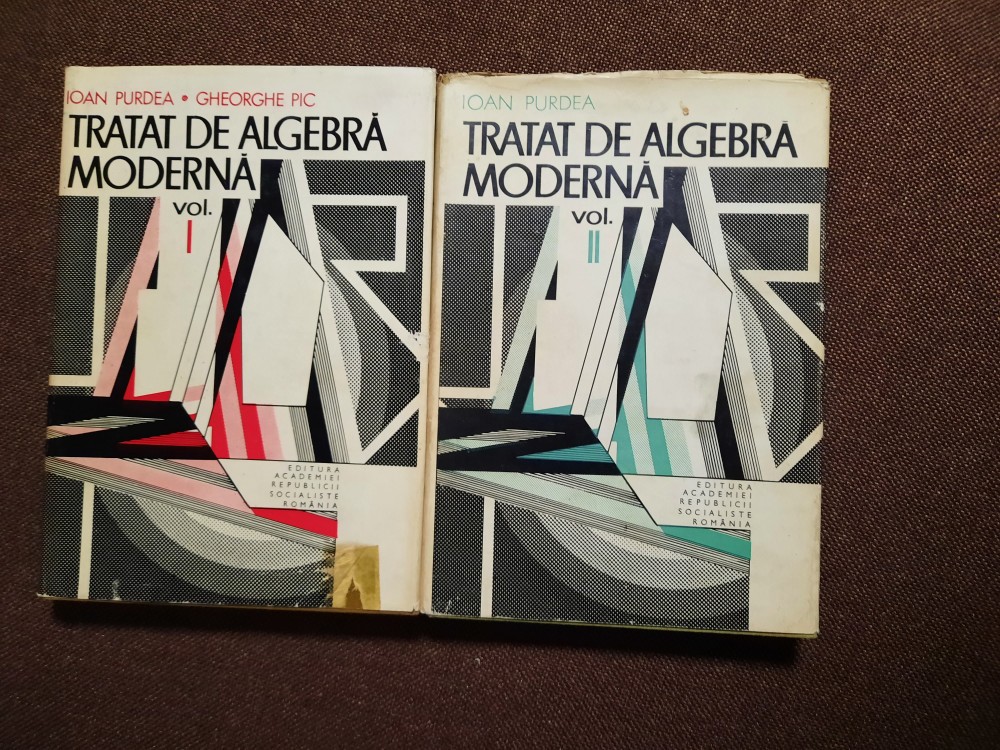 IOAN PURDEA • GHEORGHE PIC
TRATAT DE ALGEBRĂ
MODERNĂ
vol.
I
EDITURA
ACADEMIEI
REPUBLICII
SOCIALISTE
ROMÂNIA
IOAN PURDEA
TRATAT DE ALGEBRĂ
MODERNĂ
vol.
II
EDITURA
ACADEMIEI
REPUBLICII
SOCIALISTE
ROMÂNIA